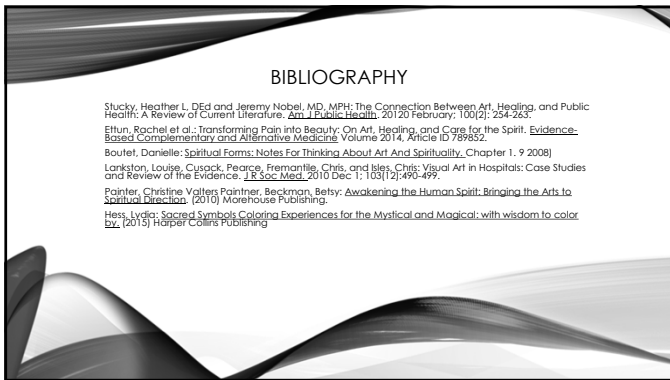 BIBLIOGRAPHY
Stucky, Heather L, DEd and Jeremy Nobel, MD, MPH: The Connection Between Art, Healing, and Public
Health: A Review of Current Literature. Am J Public Health. 20120 February; 100(2): 254-263.
Ettun, Rachel et al.: Transforming Pain into Beauty: On Art, Healing, and Care for the Spirit. Evidence-
Based Complementary and Alternative Medicine Volume 2014, Article ID 789852.
Boutet, Danielle: Spiritual Forms: Notes For Thinking About Art And Spirituality. Chapter 1. 9 2008)
Lankston, Louise, Cusack, Pearce, Fremantile, Chris, and Isles, Chris: Visual Art in Hospitals: Case Studies
and Review of the Evidence. J R Soc Med. 2010 Dec 1; 103(12):490-499.
Painter, Christine Valters Paintner, Beckman, Betsy: Awakening the Human Spirit: Bringing the Arts to
Spiritual Direction. (2010) Morehouse Publishing.
Hess, Lydia: Sacred Symbols Coloring Experiences for the Mystical and Magical: with wisdom to color
by. (2015) Harper Collins Publishing